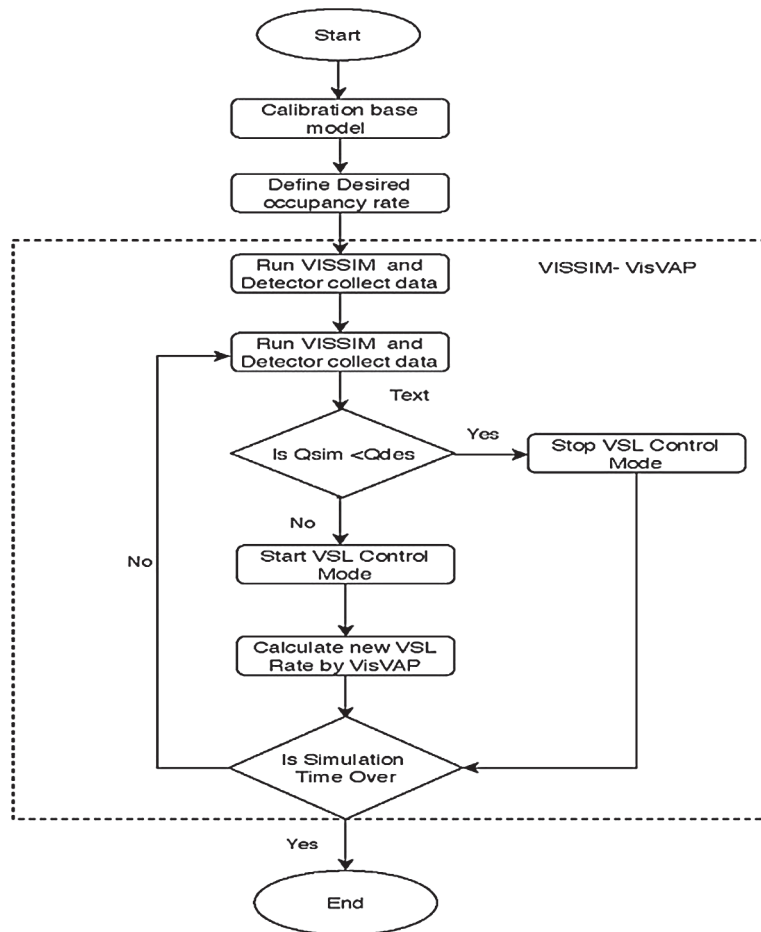 Start
Calibration base
model
Define Desired
occupancy rate
Run VISSIM and
Detector collect data
VISSIM- VisVAP
Run VISSIM and
Detector collect data
Text
Is Qsim <Qdes
Yes
Stop VSL Control
Mode
No
Start VSL Control
Mode
No
Calculate new VSL
Rate by VisVAP
Is Simulation
Time Over
Yes
End